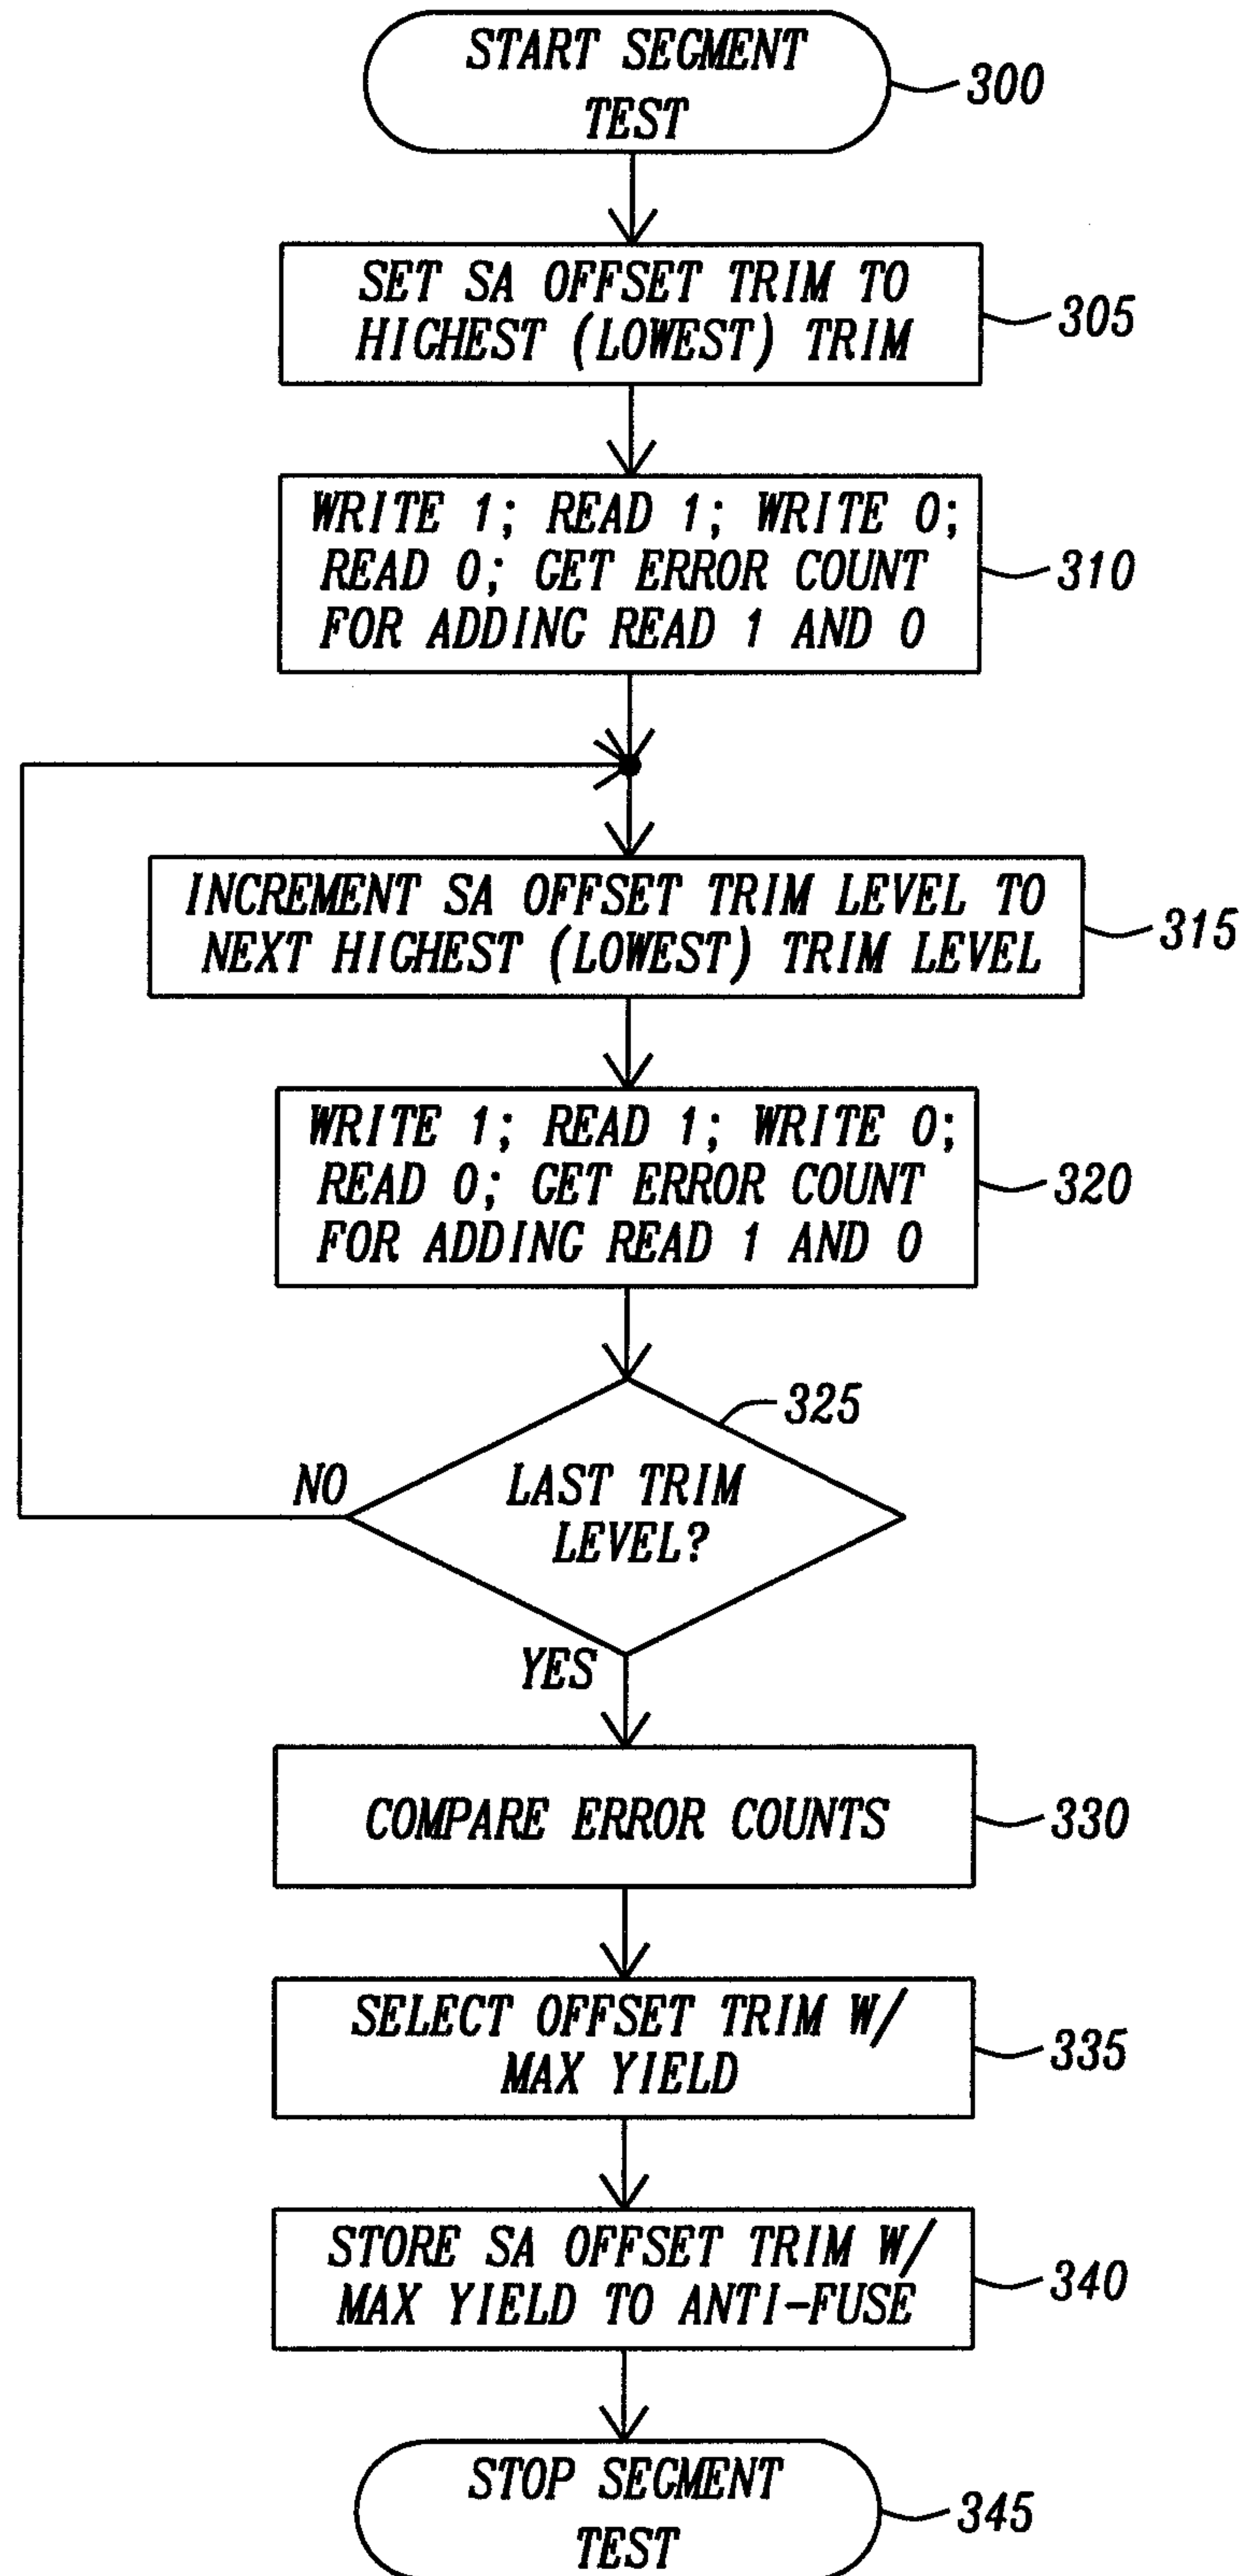 START SEGMENT
TEST
300
SET SA OFFSET TRIM TO
HIGHEST (LOWEST) TRIM
305
WRITE 1; READ 1; WRITE 0;
READ 0; GET ERROR COUNT
FOR ADDING READ 1 AND 0
310
INCREMENT SA OFFSET TRIM LEVEL TO
NEXT HIGHEST (LOWEST) TRIM LEVEL
315
WRITE 1; READ 1; WRITE 0;
READ 0; GET ERROR COUNT
FOR ADDING READ 1 AND 0
320
325
NO
LAST TRIM
LEVEL?
YES
COMPARE ERROR COUNTS
330
SELECT OFFSET TRIM W/
MAX YIELD
335
STORE SA OFFSET TRIM W/
MAX YIELD TO ANTI-FUSE
340
STOP SEGMENT
TEST
345